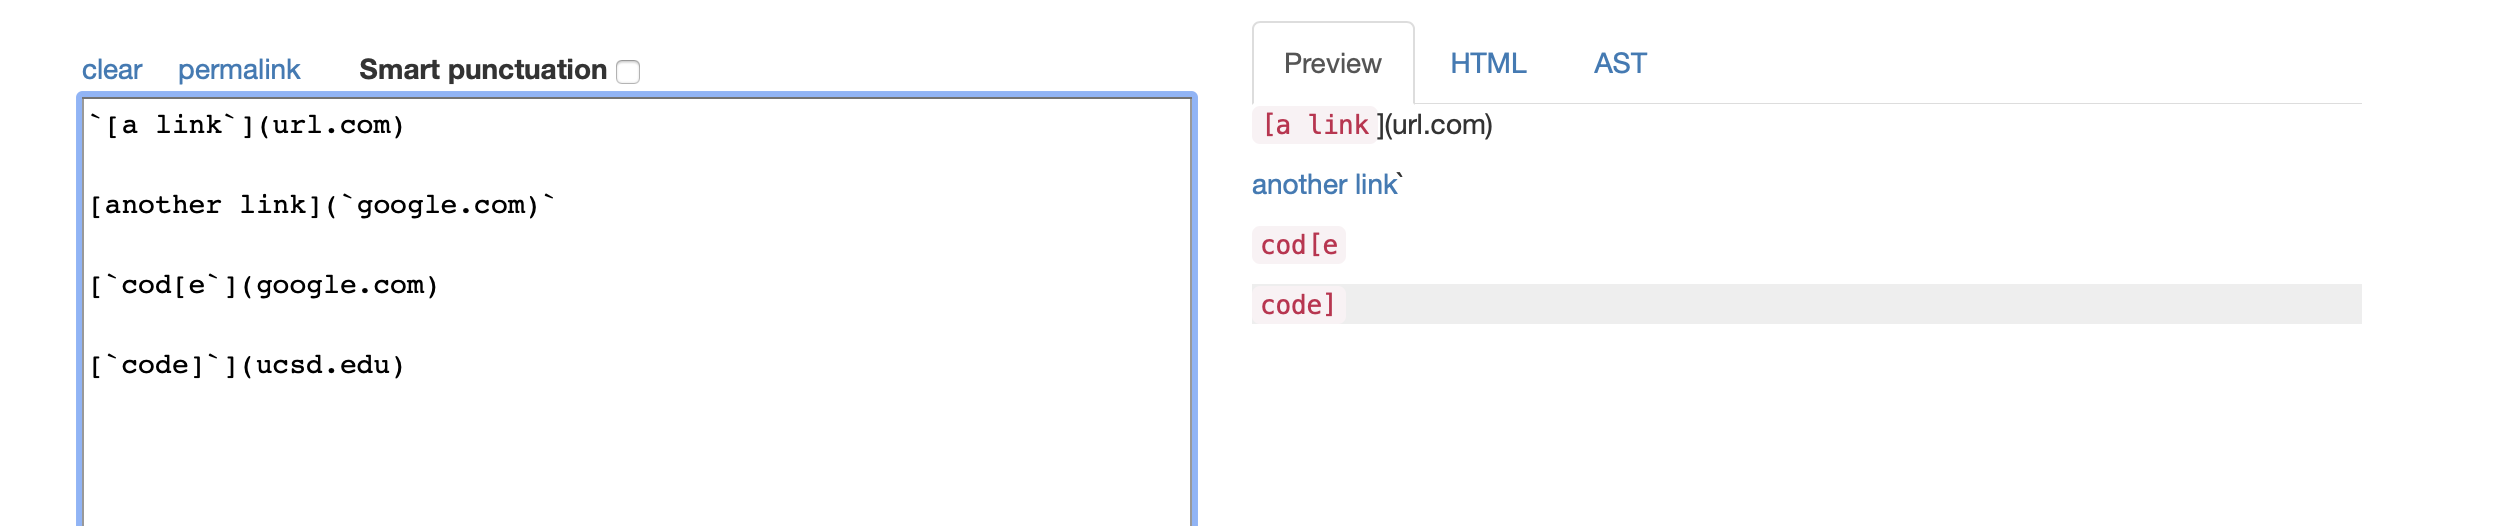 clear permalink Smart punctuation
`[a link`](url.com)
[another link](`google.com)`
[`cod[e`](google.com)
[`code]`](ucsd.edu)
Preview HTML AST
[a link](url.com)
another link`
cod[e
code]